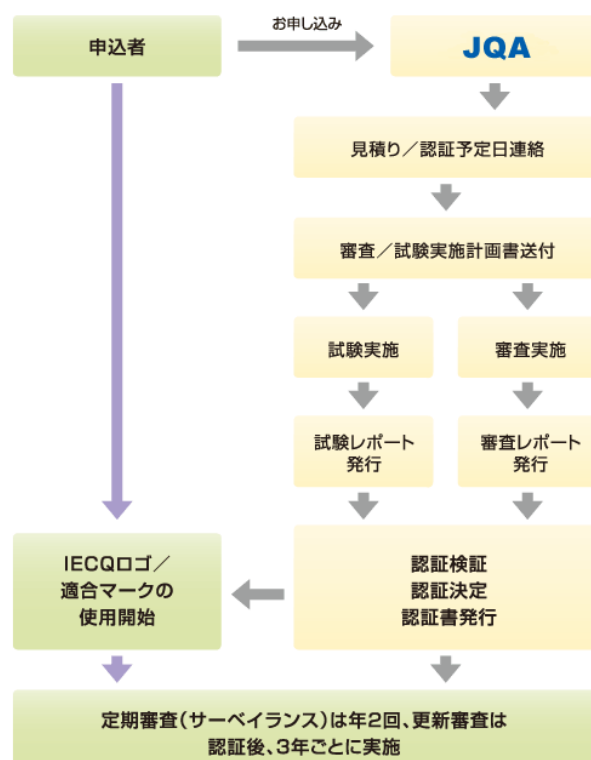 お申し込み
申込者
JQA
見積り／認証予定日連絡
審査／試験実施計画書送付
試験実施
審査実施
試験レポート
発行
審査レポート
発行
IECQロゴ／
適合マークの
使用開始
認証検証
認証決定
認証書発行
定期審査（サーベイランス）は年2回、更新審査は
認証後、3年ごとに実施